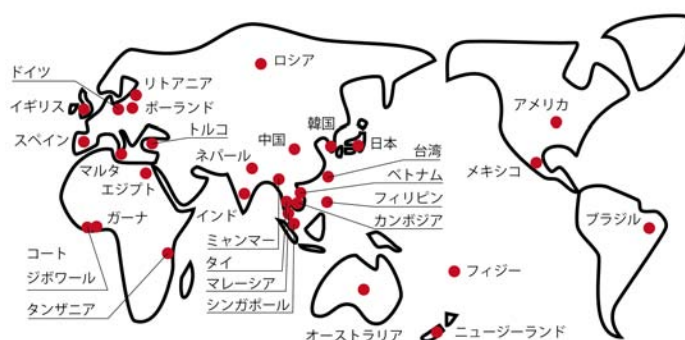 ドイツ
リトアニア
イギリス
ポーランド
スペイン
トルコ
マルタ
エジプト
ガーナ
コート
ジボワール
タンザニア
ロシア
中国
韓国
日本
ネパール
インド
台湾
ベトナム
フィリピン
カンボジア
ミャンマー
タイ
マレーシア
シンガポール
オーストラリア
フィジー
ニュージーランド
アメリカ
メキシコ
ブラジル